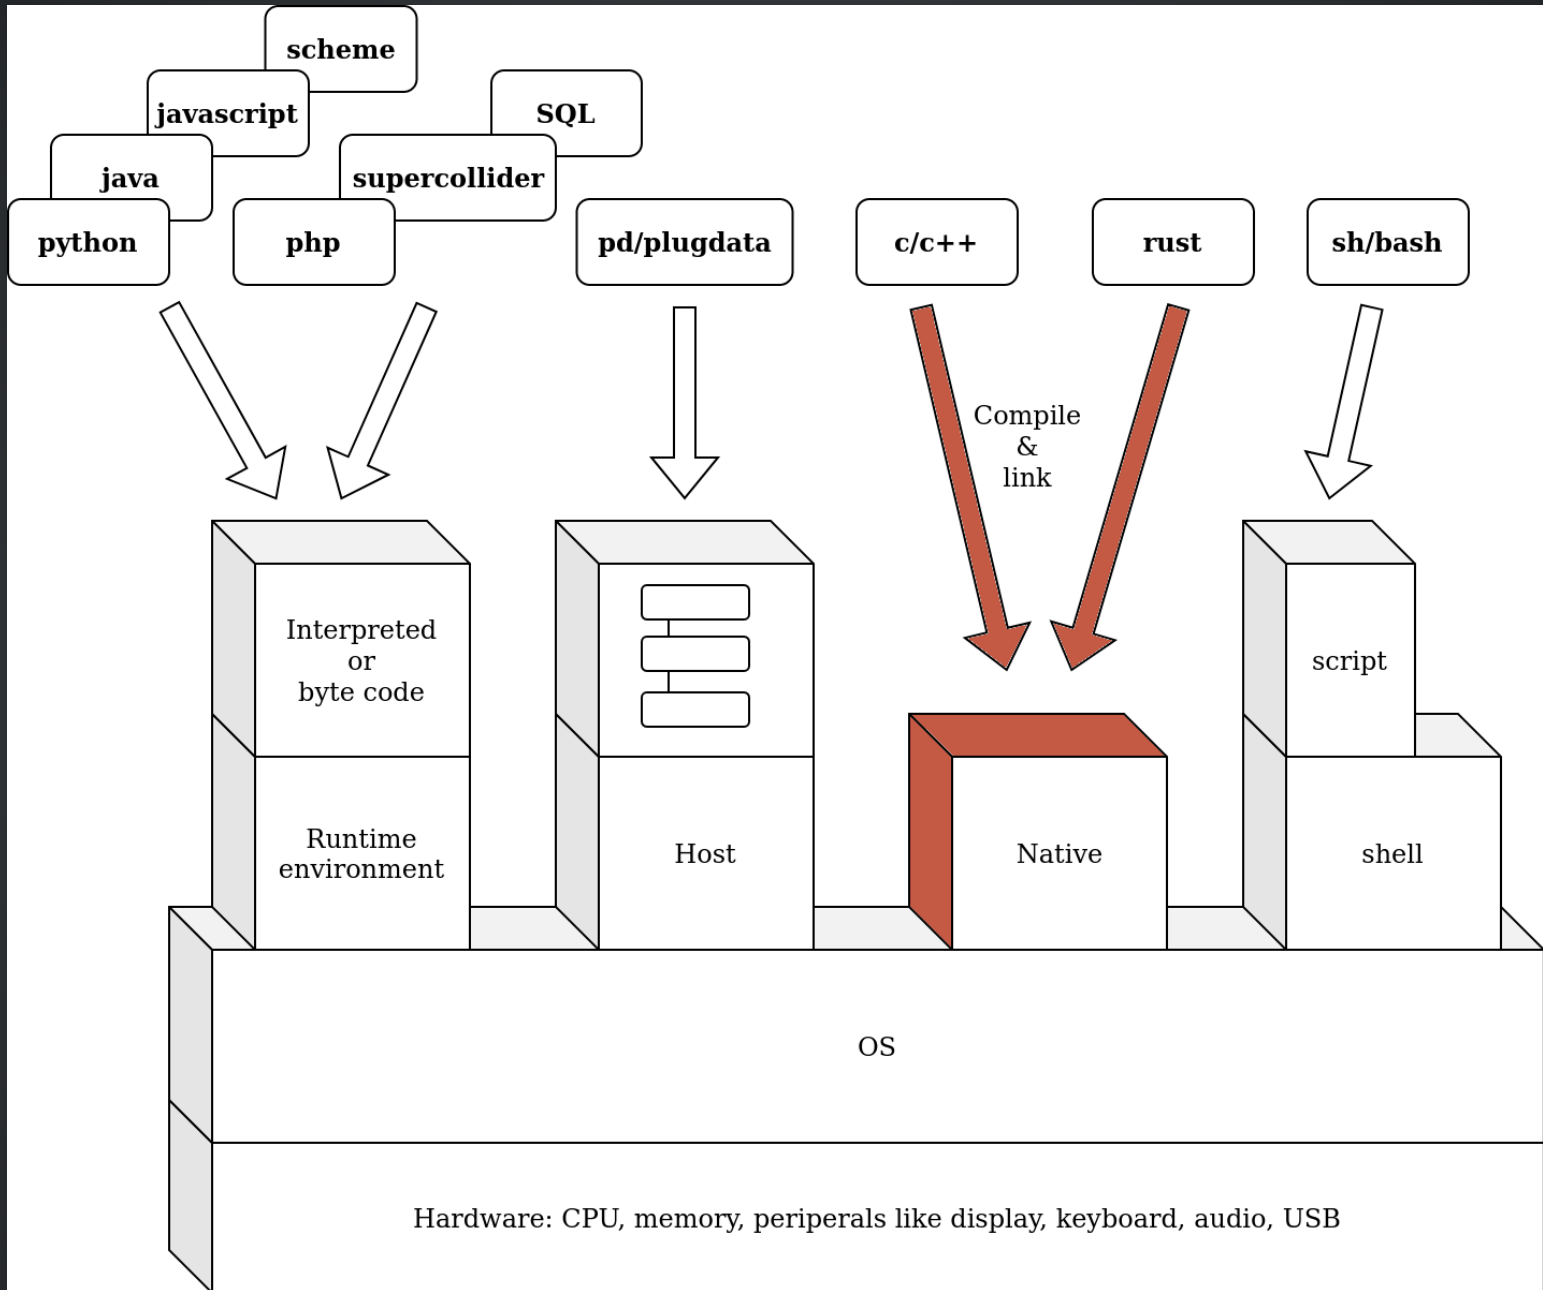 scheme
javascript
SQL
java
supercollider
python
php
pd/plugdata
c/c++
rust
sh/bash
Compile
&
link
Interpreted
or
byte code
script
Runtime
environment
Host
Native
shell
OS
Hardware: CPU, memory, periperals like display, keyboard, audio, USB